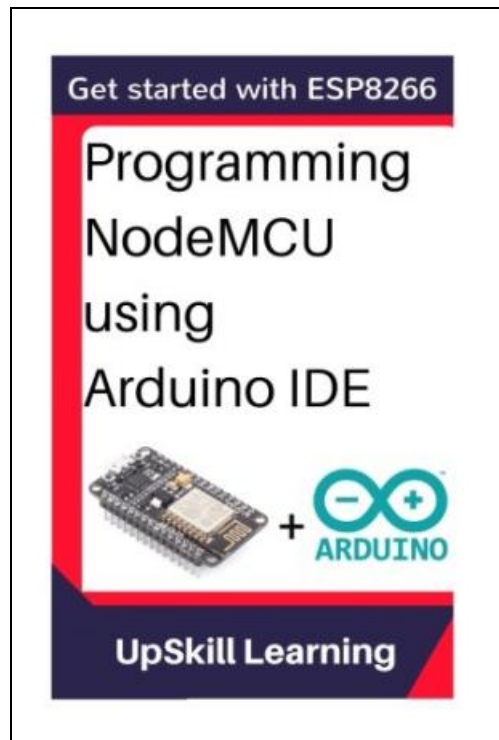 Get started with ESP8266
Programming
NodeMCU
using
Arduino IDE
+
ARDUINO
UpSkill Learning